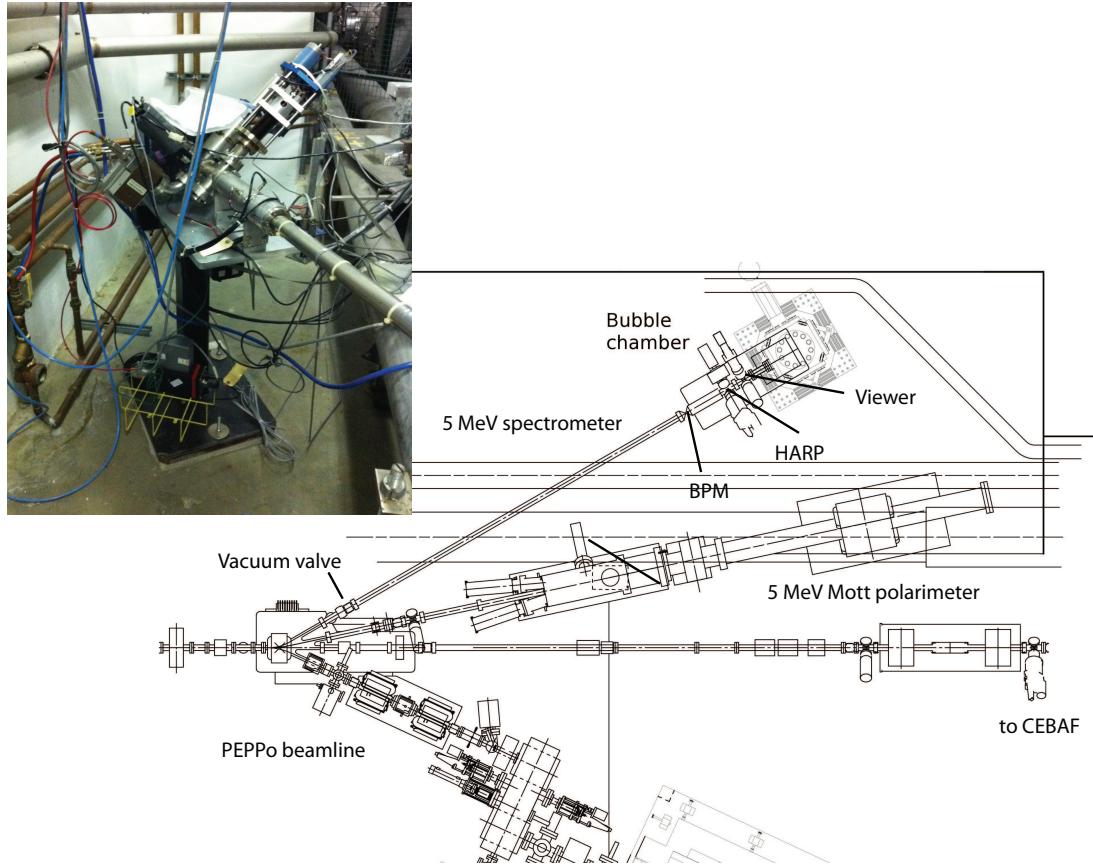 Bubble
chamber
Viewer
5 MeV spectrometer
HARP
BPM
Vacuum valve
5 MeV Mott polarimeter
to CEBAF
PEPPo beamline